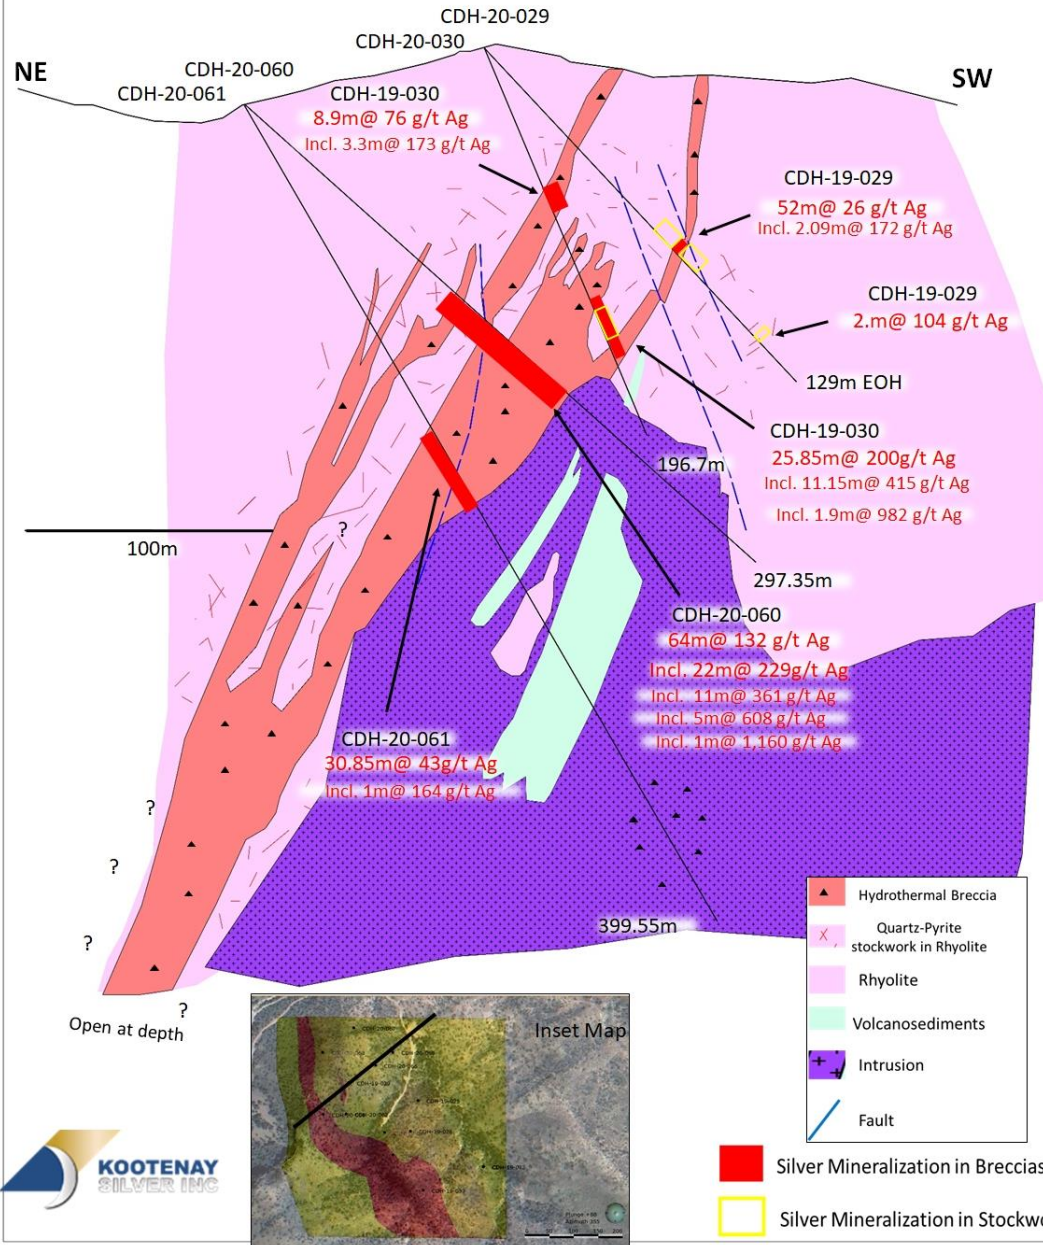 CDH-20-029
CDH-20-030
NE
SW
CDH-20-060
CDH-20-061
CDH-19-030
8.9m@ 76 g/t Ag
Incl. 3.3m@ 173 g/t Ag
CDH-19-029
52m@ 26 g/t Ag
Incl. 2.09m@ 172 g/t Ag
CDH-19-029
2.m@ 104 g/t Ag
129m EOH
CDH-19-030
25.85m@ 200g/t Ag
Incl. 11.15m@ 415 g/t Ag
Incl. 1.9m@ 982 g/t Ag
196.7m
100m
?
297.35m
CDH-20-060
64m@ 132 g/t Ag
Incl. 22m@ 229g/t Ag
Incl. 11m@ 361 g/t Ag
Incl. 5m@ 608 g/t Ag
Incl. 1m@ 1,160 g/t Ag
CDH-20-061
30.85m@ 43g/t Ag
Incl. 1m@ 164 g/t Ag
?
?
?
?
399.55m
Open at depth
Hydrothermal Breccia
Quartz-Pyrite
stockwork in Rhyolite
Rhyolite
Volcanosediments
Intrusion
Fault
Inset Map
KOOTENAY
SILVER INC
Silver Mineralization in Breccias
Silver Mineralization in Stockwo